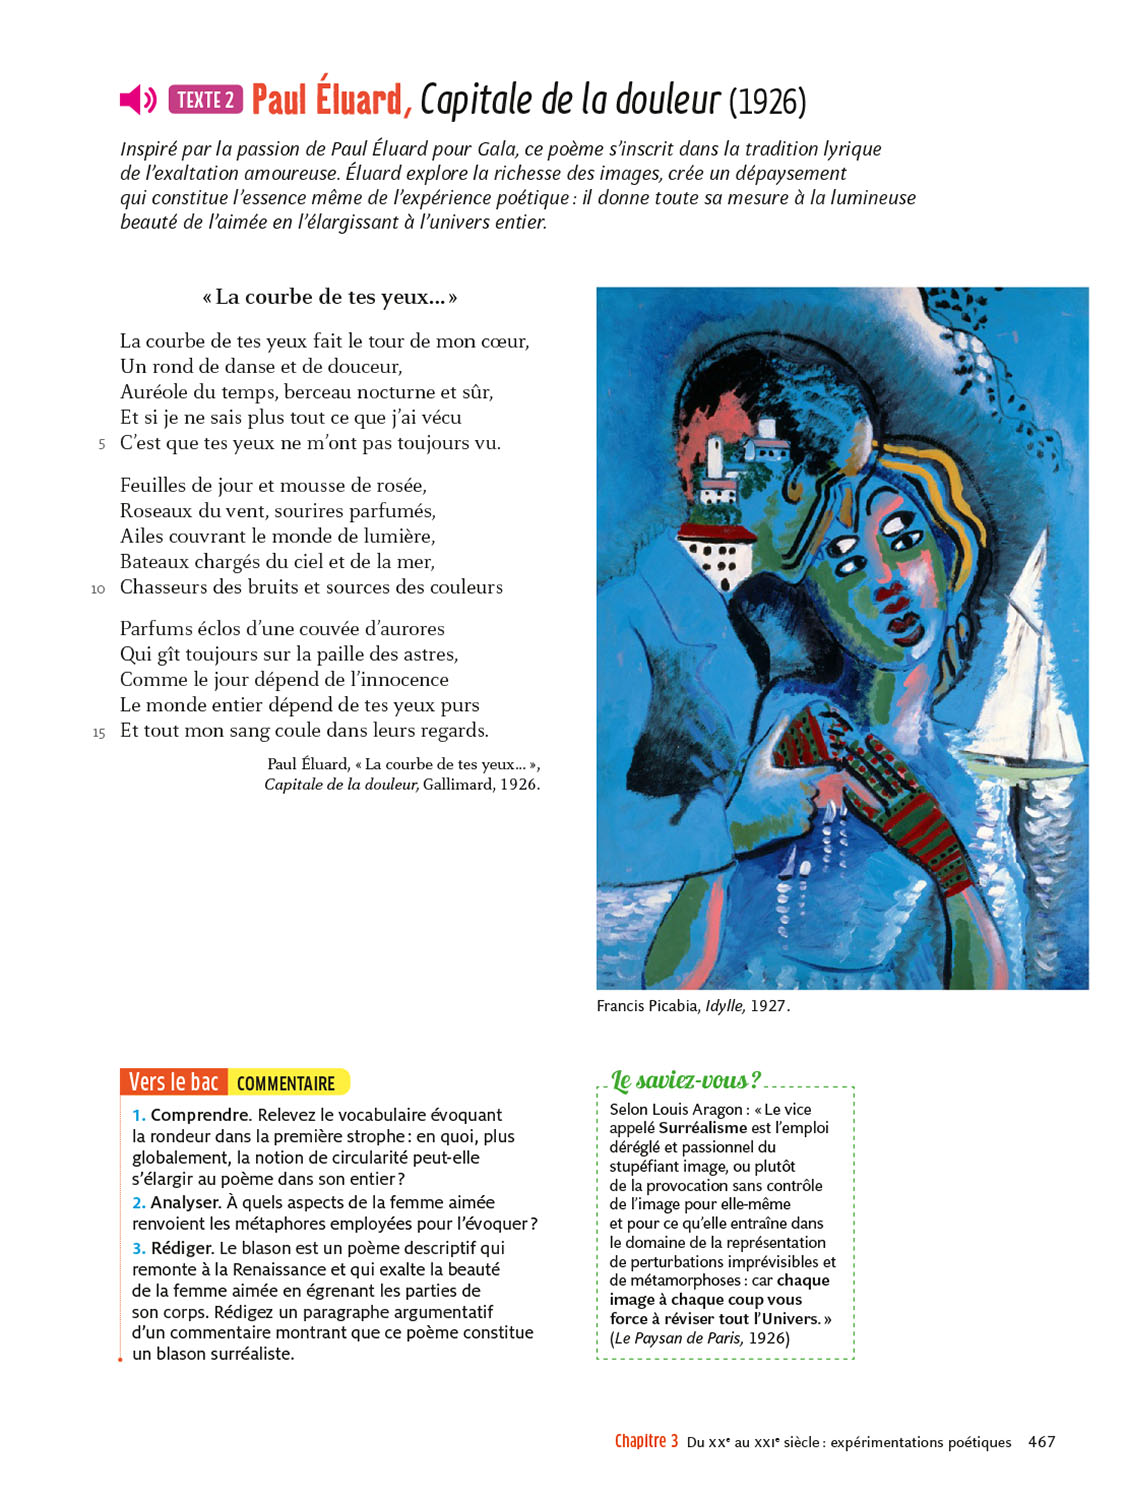 TEXTE 2 Paul Éluard, Capitale de la douleur (1926)
Inspiré par la passion de Paul Éluard pour Gala, ce poème s’inscrit dans la tradition lyrique
de l’exaltation amoureuse. Éluard explore la richesse des images, crée un dépaysement
qui constitue l’essence même de l’expérience poétique : il donne toute sa mesure à la lumineuse
beauté de l’aimée en l’élargissant à l’univers entier.
« La courbe de tes yeux... »
La courbe de tes yeux fait le tour de mon cœur,
Un rond de danse et de douceur,
Auréole du temps, berceau nocturne et sûr,
Et si je ne sais plus tout ce que j’ai vécu
5 C’est que tes yeux ne m’ont pas toujours vu.
Feuilles de jour et mousse de rosée,
Roseaux du vent, sourires parfumés,
Ailes couvrant le monde de lumière,
Bateaux chargés du ciel et de la mer,
10 Chasseurs des bruits et sources des couleurs
Parfums éclos d’une couvée d’aurores
Qui gît toujours sur la paille des astres,
Comme le jour dépend de l’innocence
Le monde entier dépend de tes yeux purs
15 Et tout mon sang coule dans leurs regards.
Paul Éluard, « La courbe de tes yeux... »,
Capitale de la douleur, Gallimard, 1926.
Francis Picabia, Idylle, 1927.
Vers le bac COMMENTAIRE
1. Comprendre. Relevez le vocabulaire évoquant
la rondeur dans la première strophe : en quoi, plus
globalement, la notion de circularité peut-elle
s’élargir au poème dans son entier ?
2. Analyser. À quels aspects de la femme aimée
renvoient les métaphores employées pour l’évoquer ?
3. Rédiger. Le blason est un poème descriptif qui
remonte à la Renaissance et qui exalte la beauté
de la femme aimée en égrenant les parties de
son corps. Rédigez un paragraphe argumentatif
d’un commentaire montrant que ce poème constitue
un blason surréaliste.
Le saviez-vous ?
Selon Louis Aragon : « Le vice
appelé Surréalisme est l’emploi
déréglé et passionnel du
stupéfiant image, ou plutôt
de la provocation sans contrôle
de l’image pour elle-même
et pour ce qu’elle entraîne dans
le domaine de la représentation
de perturbations imprévisibles et
de métamorphoses : car chaque
image à chaque coup vous
force à réviser tout l’Univers. »
(Le Paysan de Paris, 1926)
Chapitre 3 Du XXe au XXIe siècle : expérimentations poétiques 467